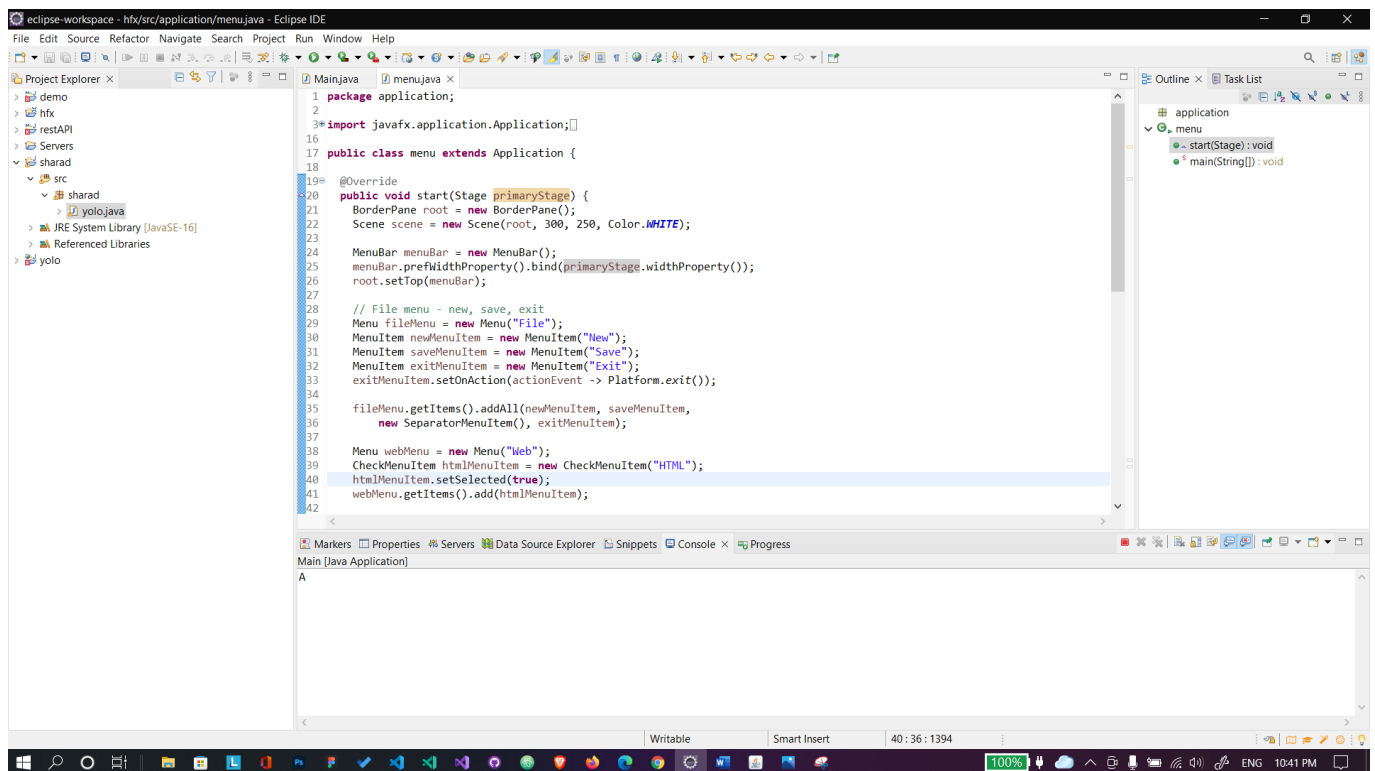 eclipse-workspace - hfx/src/application/menu.java - Eclipse IDE
File Edit Source Refactor Navigate Search Project Run Window Help
Project Explorer
demo
hfx
restAPI
Servers
sharad
src
sharad
yolo.java
JRE System Library [JavaSE-16]
Referenced Libraries
yolo
Main.java menu.java
1 package application;
2
3 import javafx.application.Application;
16
17 public class menu extends Application {
18
19 @Override
20 public void start(Stage primaryStage) {
21 BorderPane root = new BorderPane();
22 Scene scene = new Scene(root, 300, 250, Color.WHITE);
23
24 MenuBar menuBar = new MenuBar();
25 menuBar.prefWidthProperty().bind(primaryStage.widthProperty());
26 root.setTop(menuBar);
27
28 // File menu - new, save, exit
29 Menu fileMenu = new Menu("File");
30 MenuItem newMenuItem = new MenuItem("New");
31 MenuItem saveMenuItem = new MenuItem("Save");
32 MenuItem exitMenuItem = new MenuItem("Exit");
33 exitMenuItem.setOnAction(actionEvent -> Platform.exit());
34
35 fileMenu.getItems().addAll(newMenuItem, saveMenuItem,
36 new SeparatorMenuItem(), exitMenuItem);
37
38 Menu webMenu = new Menu("Web");
39 CheckMenuItem htmlMenuItem = new CheckMenuItem("HTML");
40 htmlMenuItem.setSelected(true);
41 webMenu.getItems().add(htmlMenuItem);
42
Outline Task List
application
menu
start(Stage) : void
main(String[]) : void
Markers Properties Servers Data Source Explorer Snippets Console Progress
Main [Java Application]
A
Writable Smart Insert 40 : 36 : 1394
100% ENG 10:41 PM